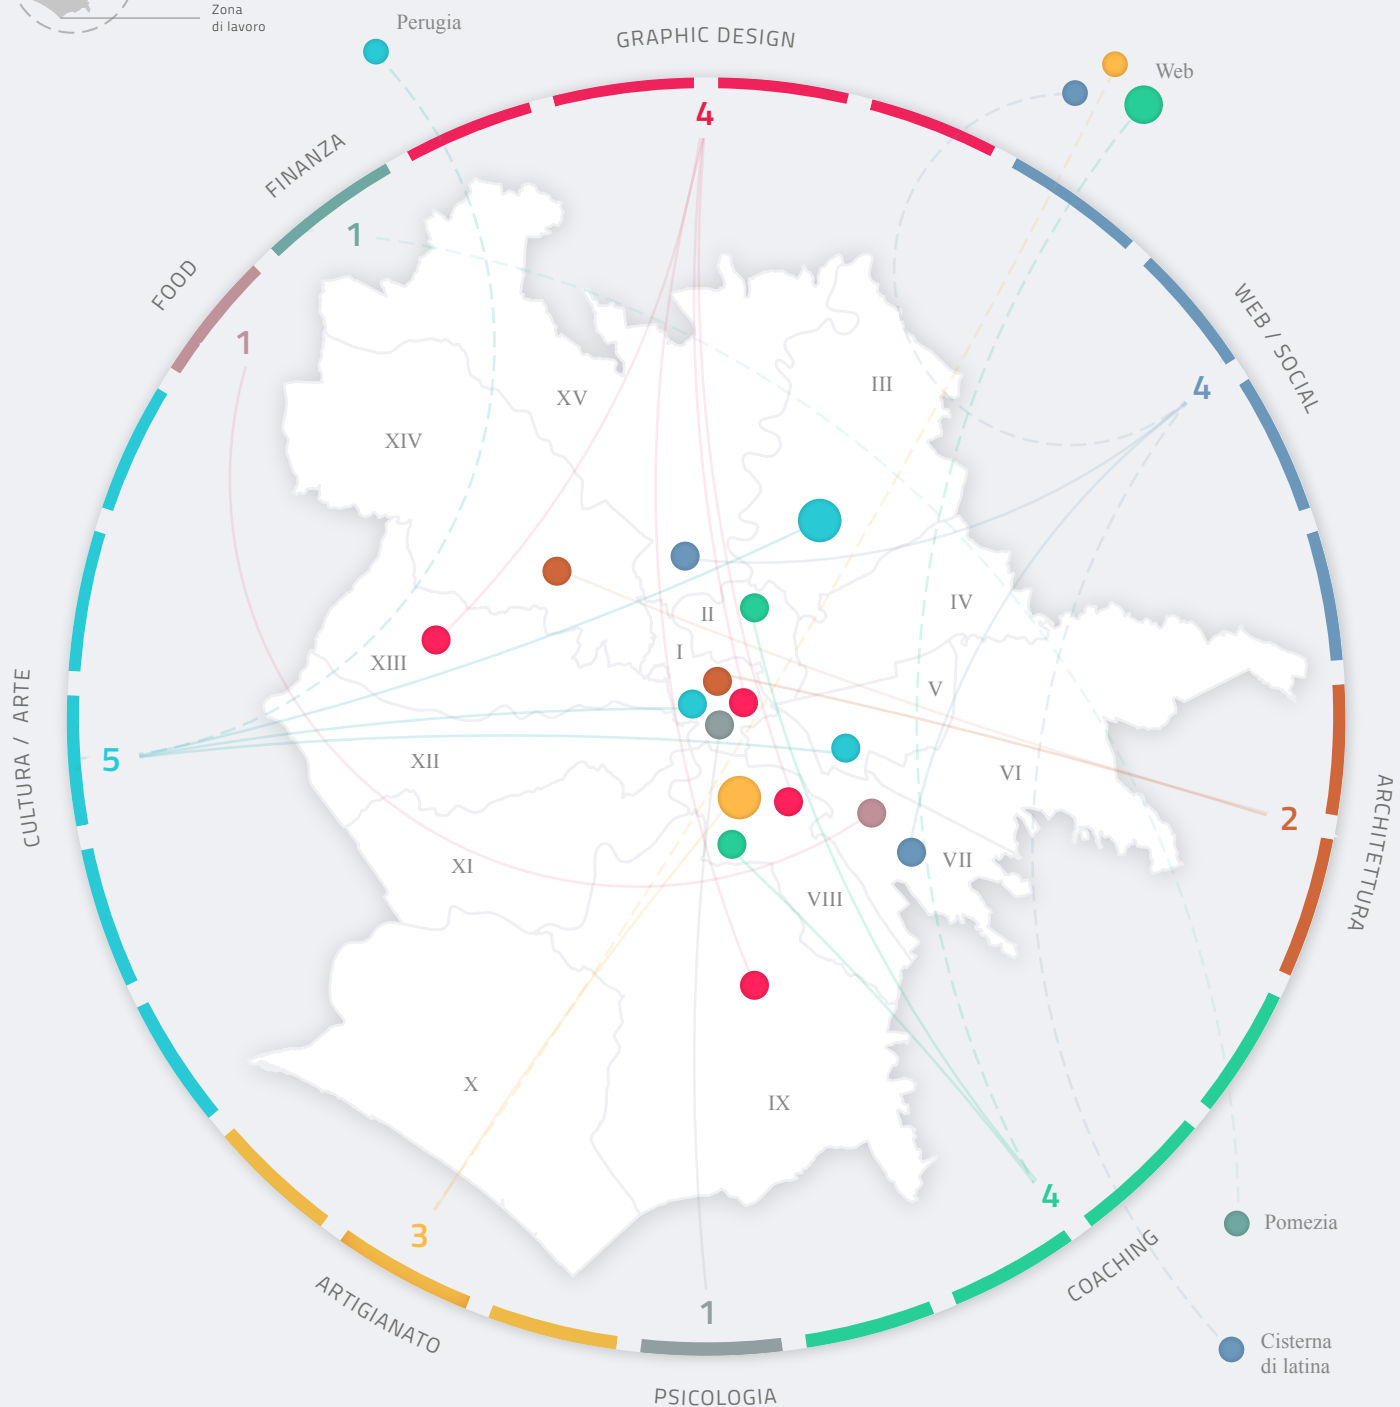 Zona
di lavoro
Perugia
GRAPHIC DESIGN
Web
4
FINANZA
1
FOOD
1
WEB / SOCIAL
4
XV
III
XIV
II
IV
I
XIII
V
CULTURA / ARTE
5
XII
VI
ARCHITETTURA
2
XI
VII
VIII
X
IX
4
COACHING
Pomezia
3
ARTIGIANATO
1
PSICOLOGIA
Cisterna
di latina